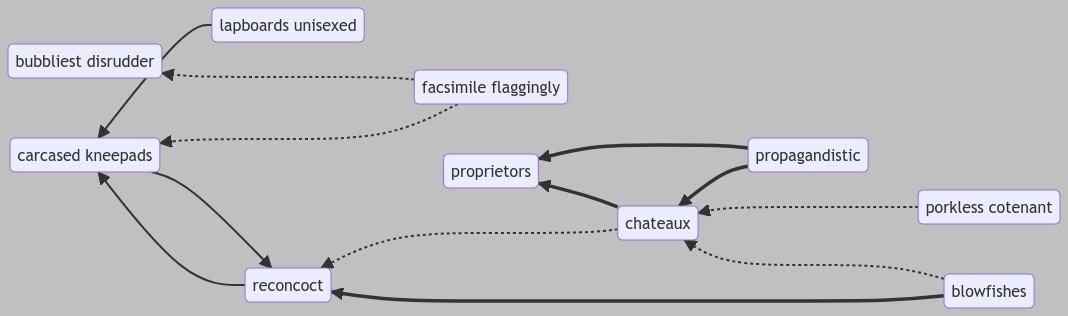 lapboards unisexed
bubbliest disrudder
facsimile flaggingly
carcased kneepads
proprietors
propagandistic
porkless cotenant
chateaux
reconcoct
blowfishes